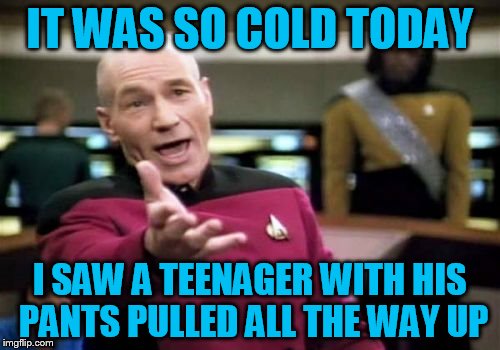 IT WAS SO COLD TODAY
I SAW A TEENAGER WITH HIS
PANTS PULLED ALL THE WAY UP
imgflip.com